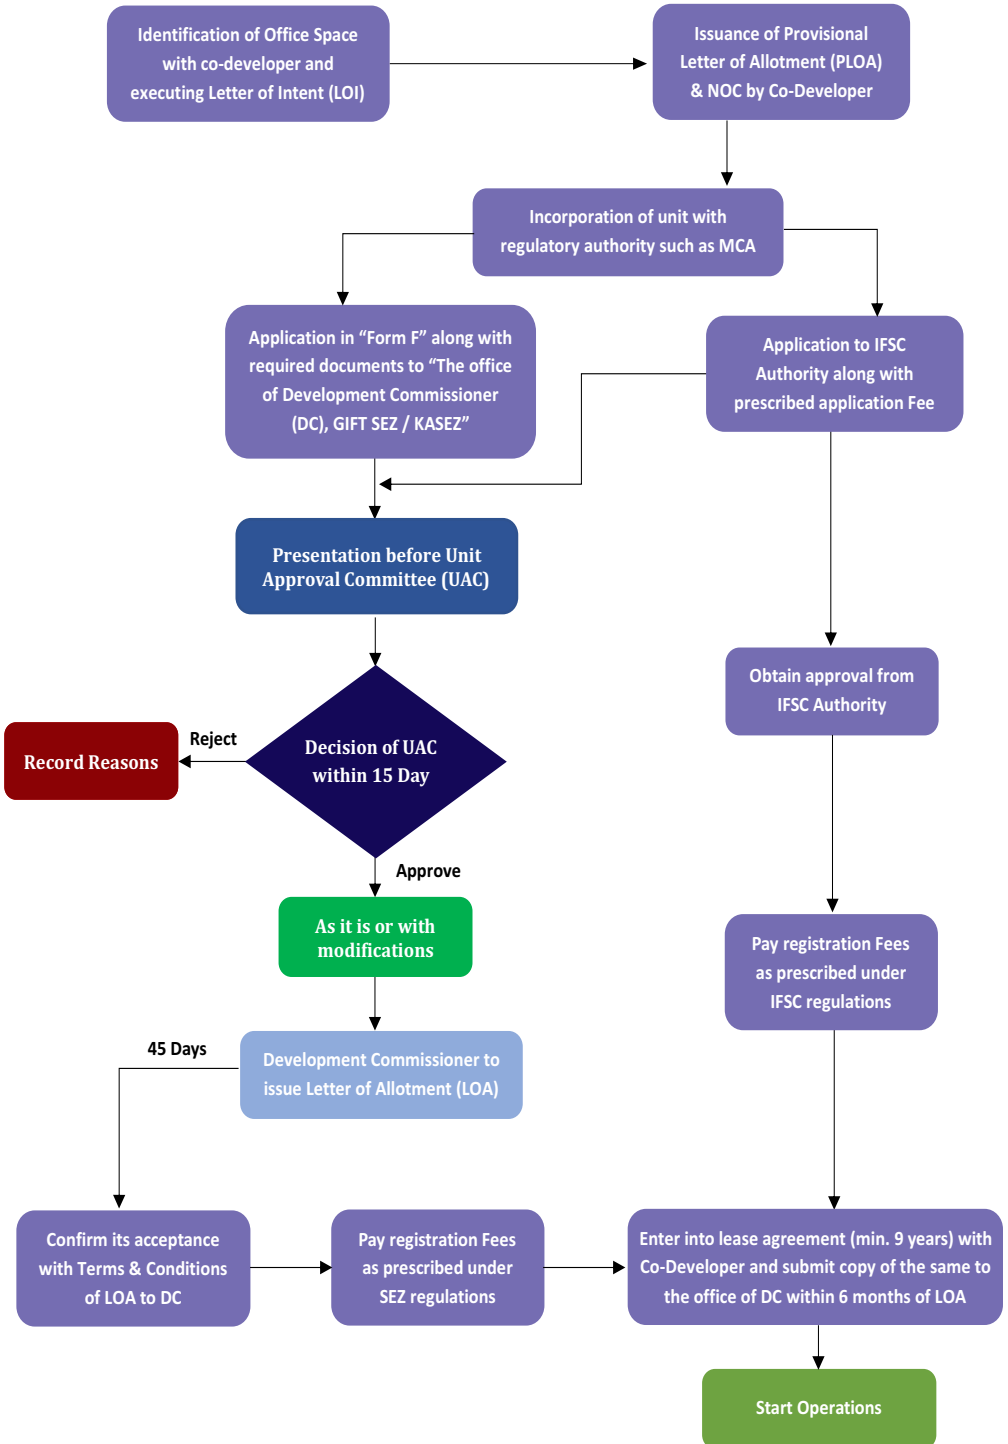 Identification of Office Space
with co-developer and
executing Letter of Intent (LOI)
Issuance of Provisional
Letter of Allotment (PLOA)
& NOC by Co-Developer
Incorporation of unit with
regulatory authority such as MCA
Application in “Form F” along with
required documents to “The office
of Development Commissioner
(DC), GIFT SEZ / KASEZ”
Application to IFSC
Authority along with
prescribed application Fee
Presentation before Unit
Approval Committee (UAC)
Obtain approval from
IFSC Authority
Decision of UAC
within 15 Day
Reject
Record Reasons
Approve
As it is or with
modifications
Pay registration Fees
as prescribed under
IFSC regulations
45 Days
Development Commissioner to
issue Letter of Allotment (LOA)
Confirm its acceptance
with Terms & Conditions
of LOA to DC
Pay registration Fees
as prescribed under
SEZ regulations
Enter into lease agreement (min. 9 years) with
Co-Developer and submit copy of the same to
the office of DC within 6 months of LOA
Start Operations